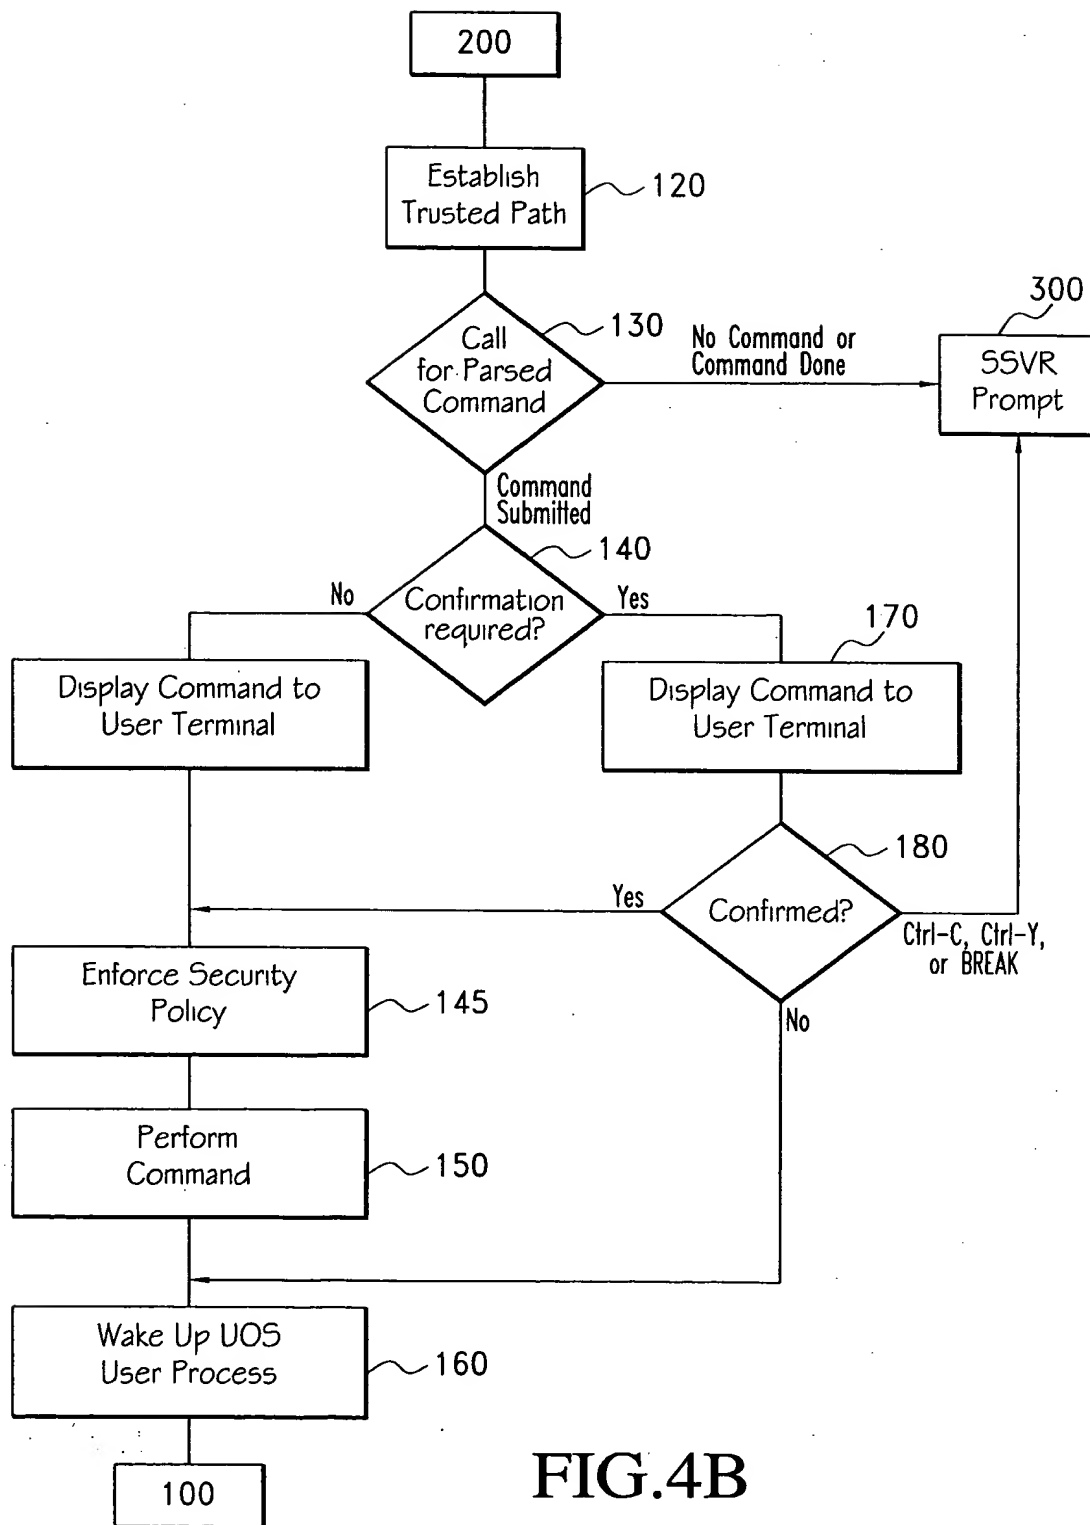 200
Establish
Trusted Path
120
Call
for Parsed
Command
130
No Command or
Command Done
300
SSVR
Prompt
Command
Submitted
140
No
Confirmation
required?
Yes
170
Display Command to
User Terminal
Display Command to
User Terminal
180
Yes
Confirmed?
Ctrl-C, Ctrl-Y,
or BREAK
Enforce Security
Policy
145
No
Perform
Command
150
Wake Up UOS
User Process
160
100
FIG.4B